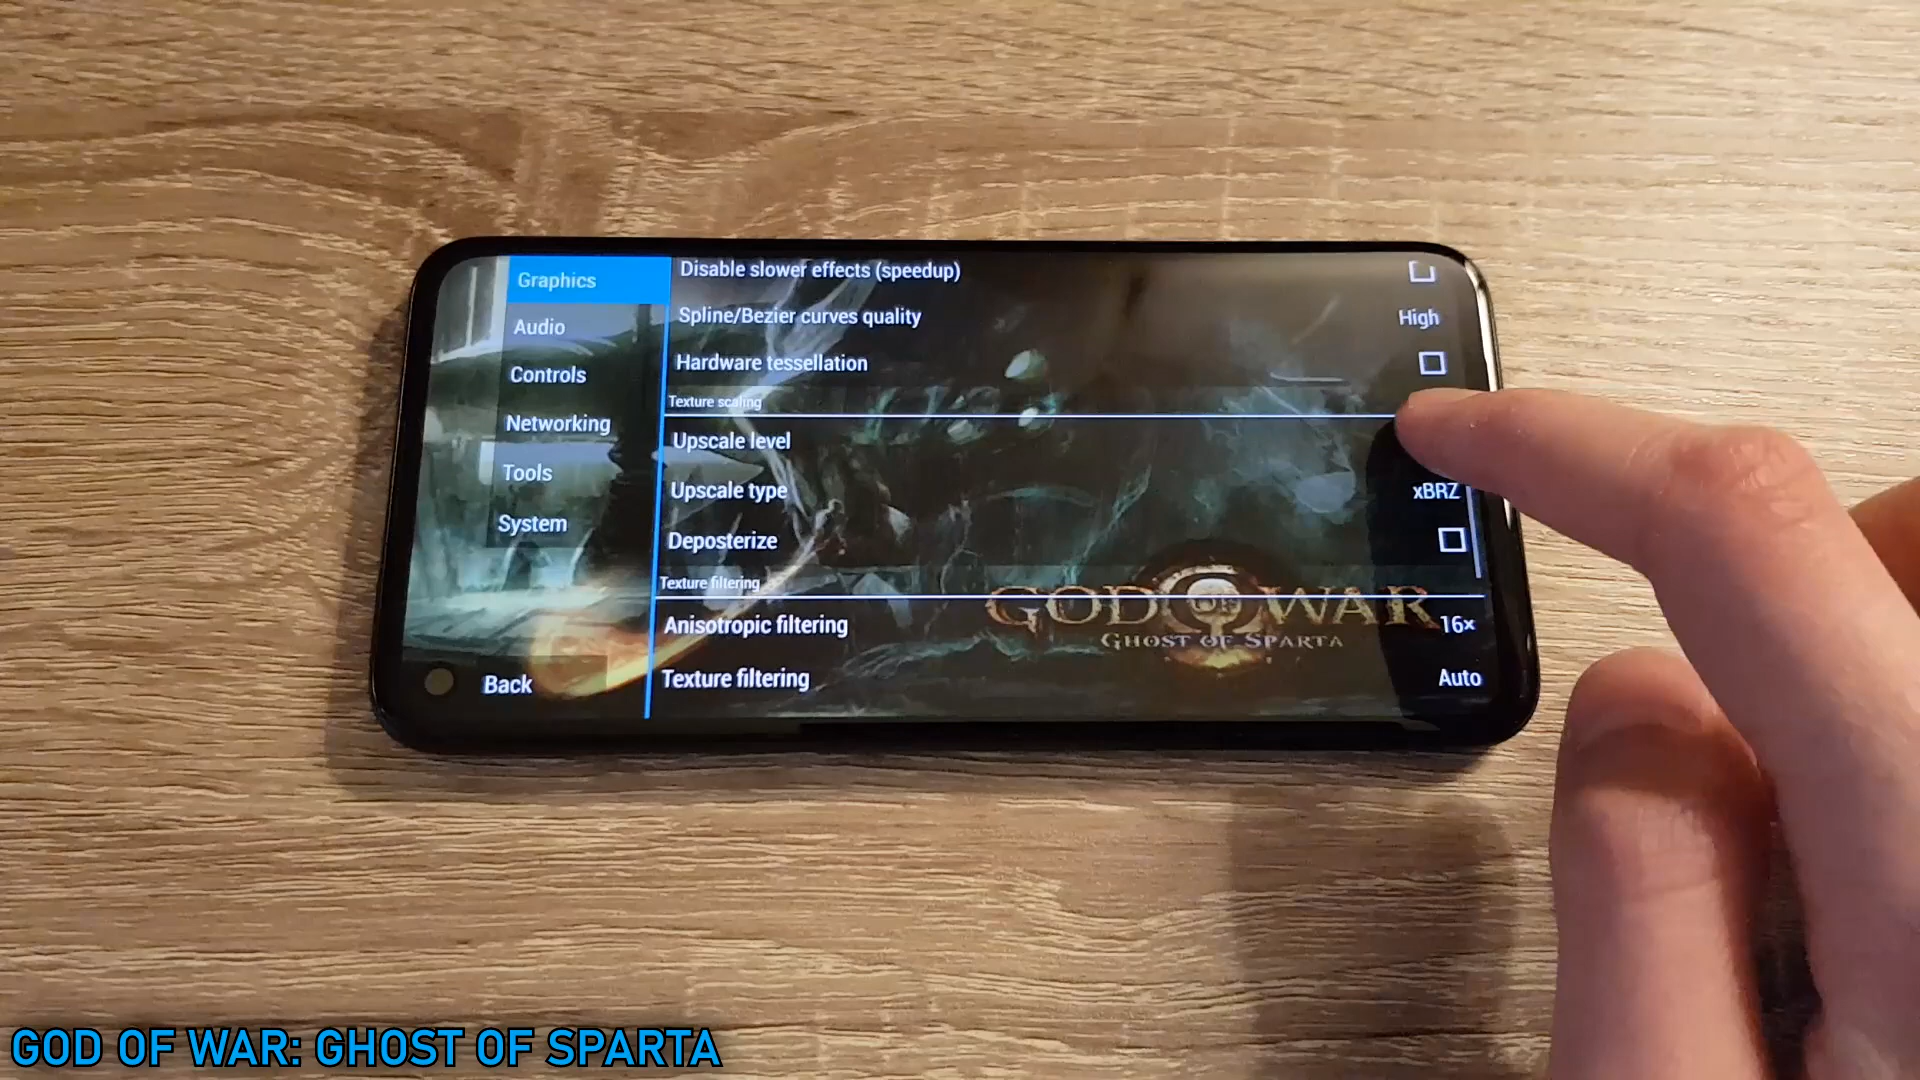 Graphics
Audio
Controls
Networking
Tools
System
Back
Disable slower effects (speedup)
Spline/Bezier curves quality
High
Hardware tessellation
Texture scaling
Upscale level
Upscale type
xBRZ
Deposterize
Texture filtering
Anisotropic filtering
16×
Texture filtering
Auto
GOD OF WAR
GHOST OF SPARTA
GOD OF WAR: GHOST OF SPARTA